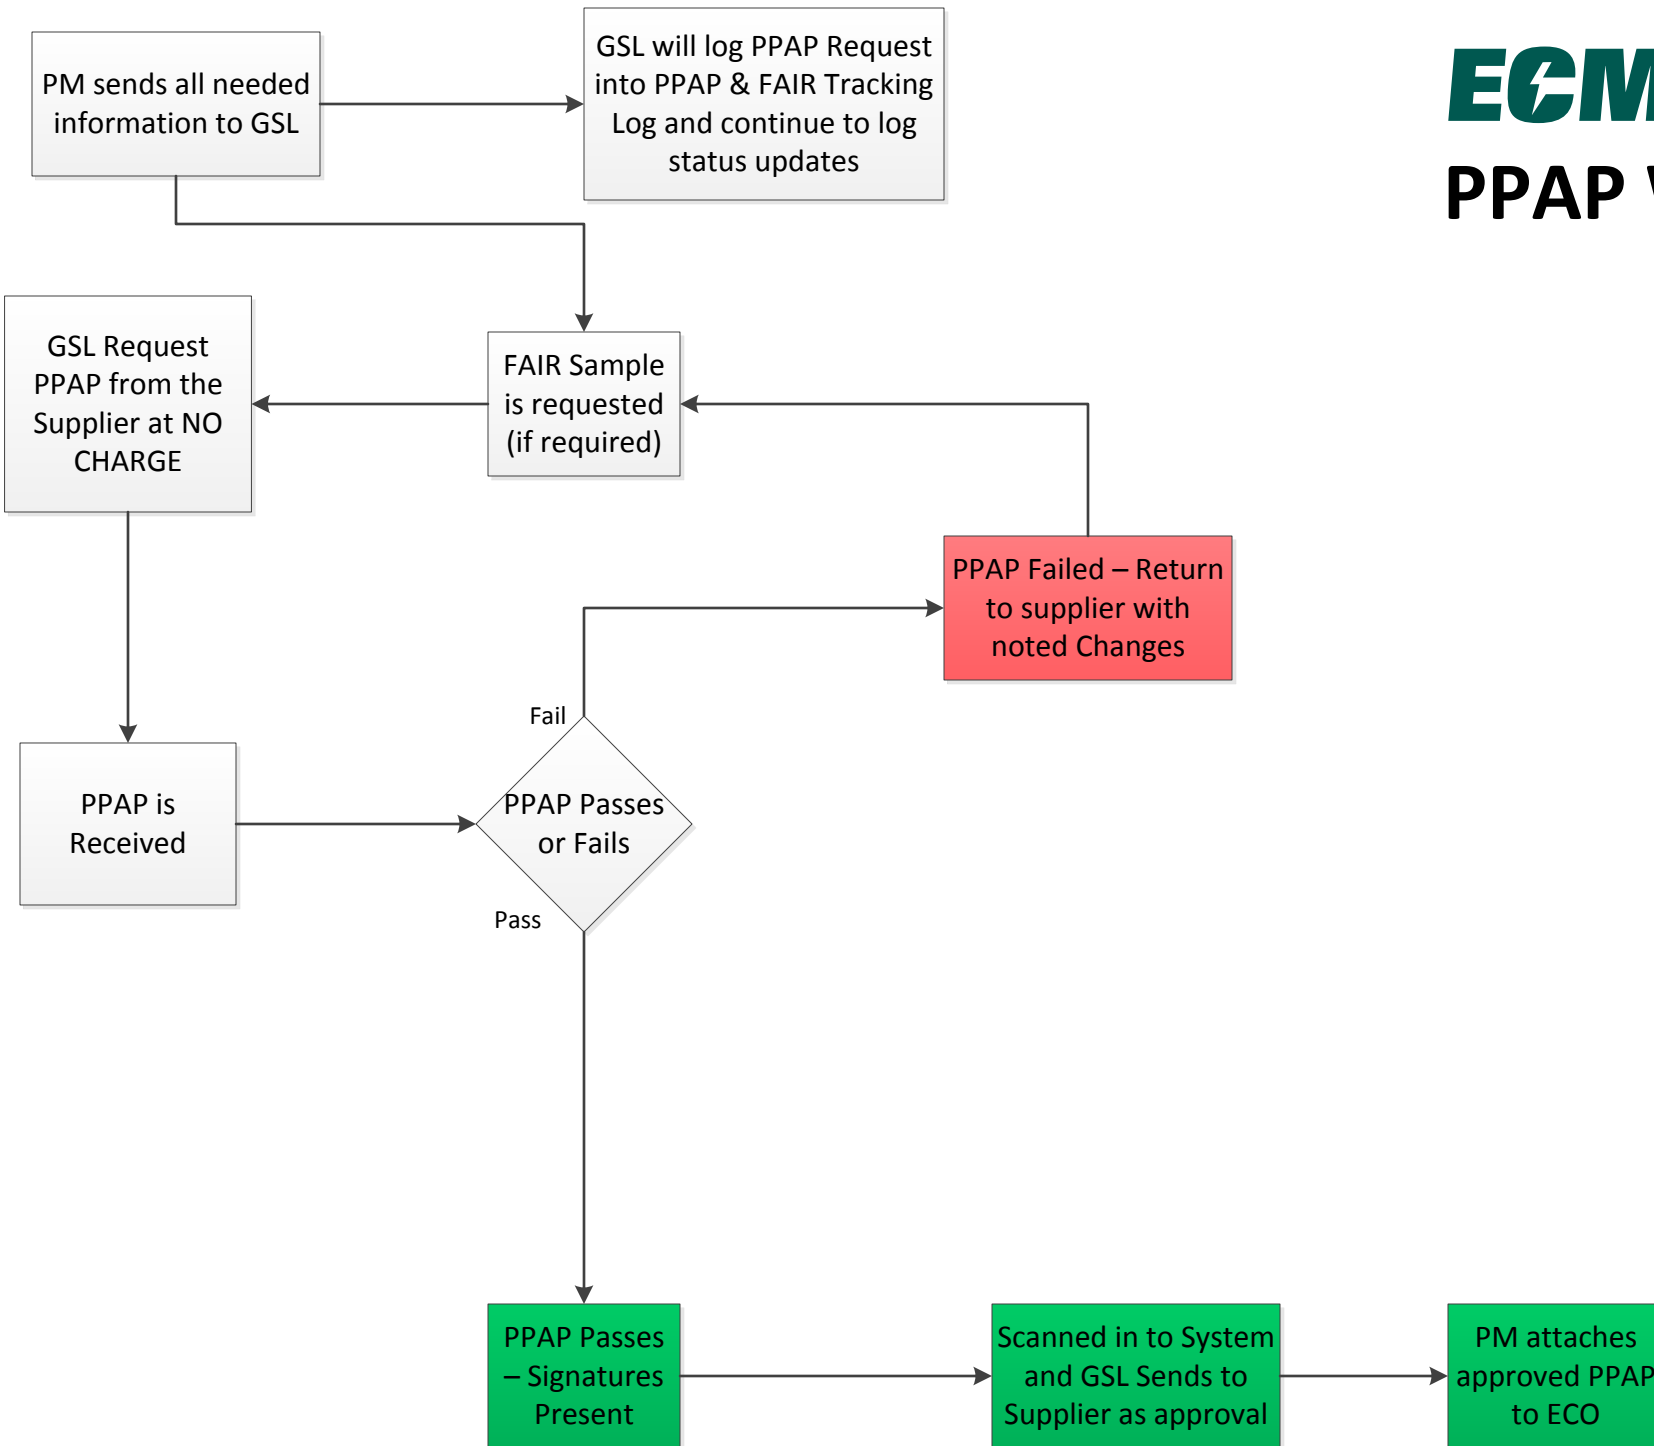 PM sends all needed
information to GSL
GSL will log PPAP Request
into PPAP & FAIR Tracking
Log and continue to log
status updates
ECM
PPAP
GSL Request
PPAP from the
Supplier at NO
CHARGE
FAIR Sample
is requested
(if required)
PPAP Failed – Return
to supplier with
noted Changes
Fail
PPAP is
Received
PPAP Passes
or Fails
Pass
PPAP Passes
– Signatures
Present
Scanned in to System
and GSL Sends to
Supplier as approval
PM attaches
approved PPAP
to ECO